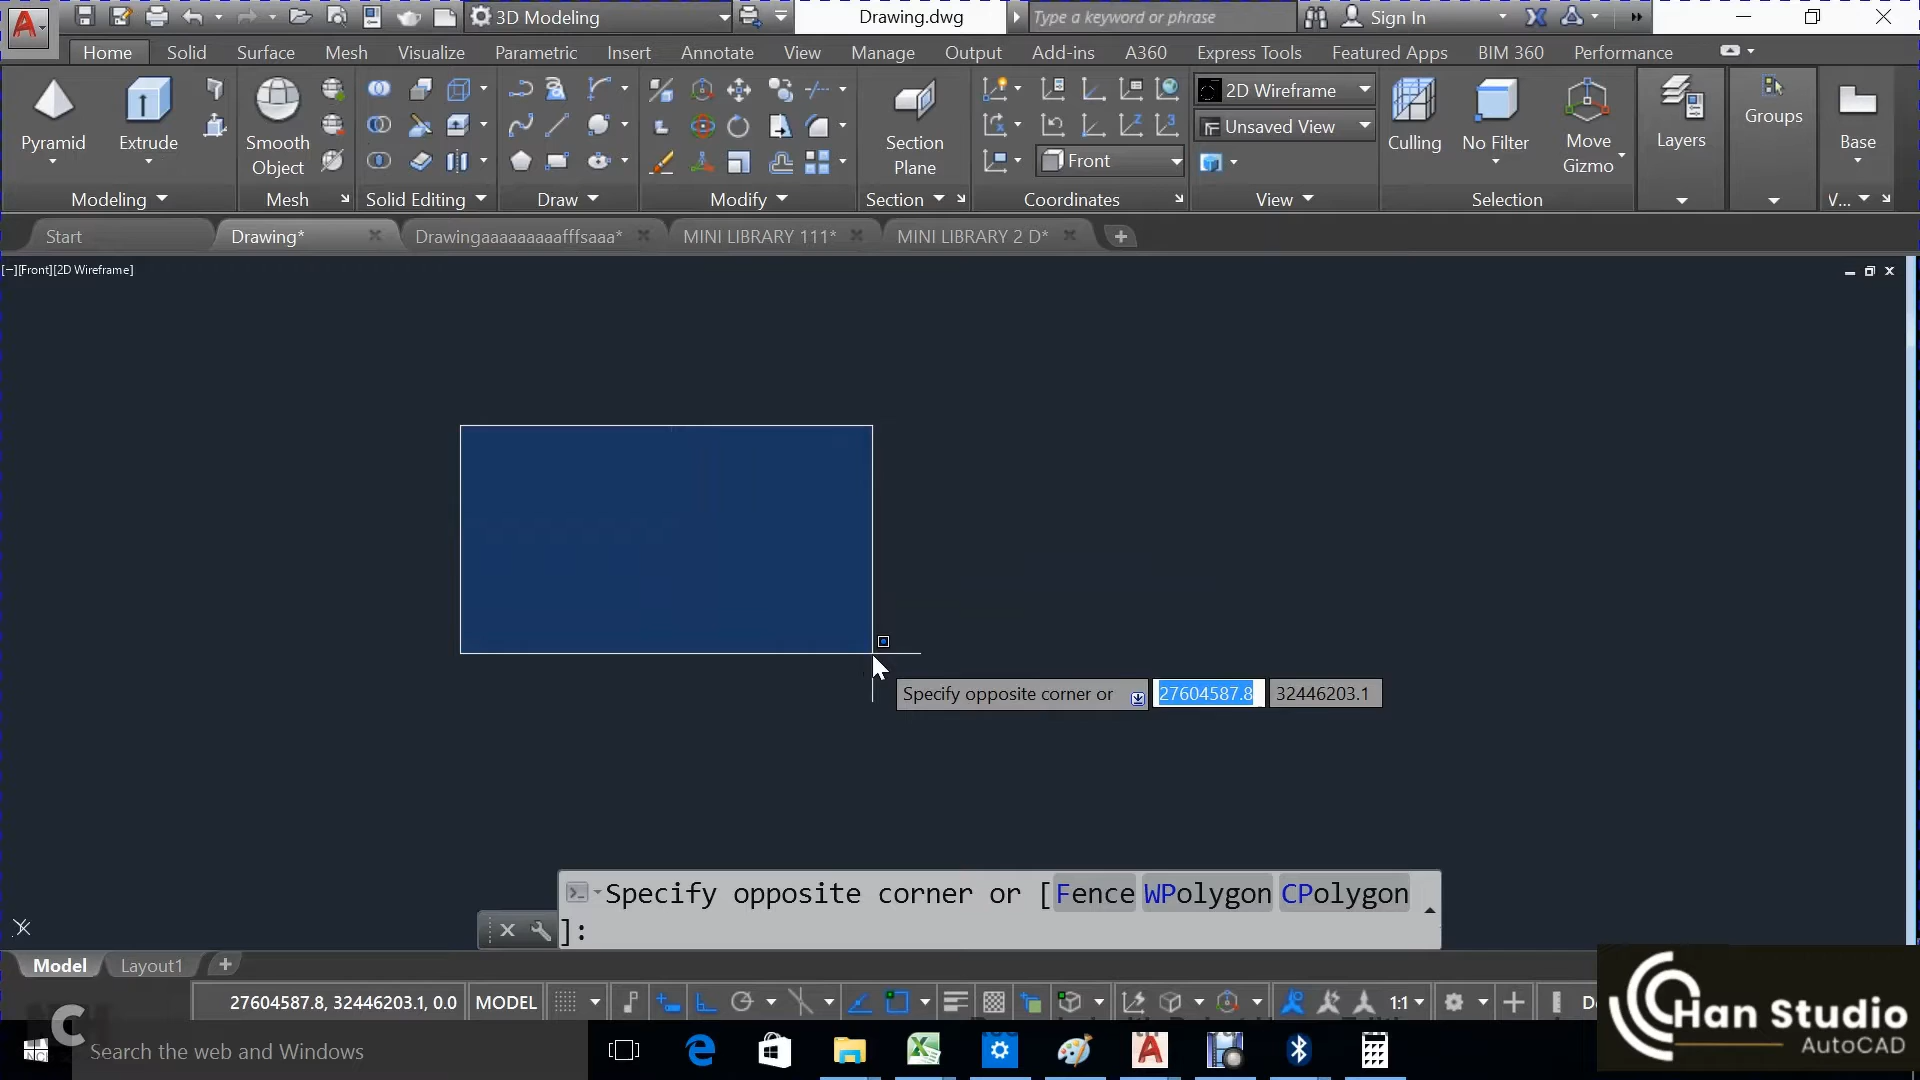 3D Modeling
Drawing.dwg
Type a keyword or phrase
Sign In
Home Solid Surface Mesh Visualize Parametric Insert Annotate View Manage Output Add-ins A360 Express Tools Featured Apps BIM 360 Performance
Pyramid Extrude
Smooth
Object
Section
Plane
2D Wireframe
Unsaved View
Front
Culling No Filter
Move
Gizmo
Layers Groups Base
Modeling Mesh Solid Editing Draw Modify Section Coordinates View Selection V...
Start Drawing* Drawingaaaaaaaaafffsaaa* MINI LIBRARY 111* MINI LIBRARY 2 D*
[−][Front][2D Wireframe]
Specify opposite corner or 27604587.8 32446203.1
Specify opposite corner or [Fence WPolygon CPolygon
]:
Model Layout1
27604587.8, 32446203.1, 0.0 MODEL 1:1
Search the web and Windows
Han Studio
AutoCAD